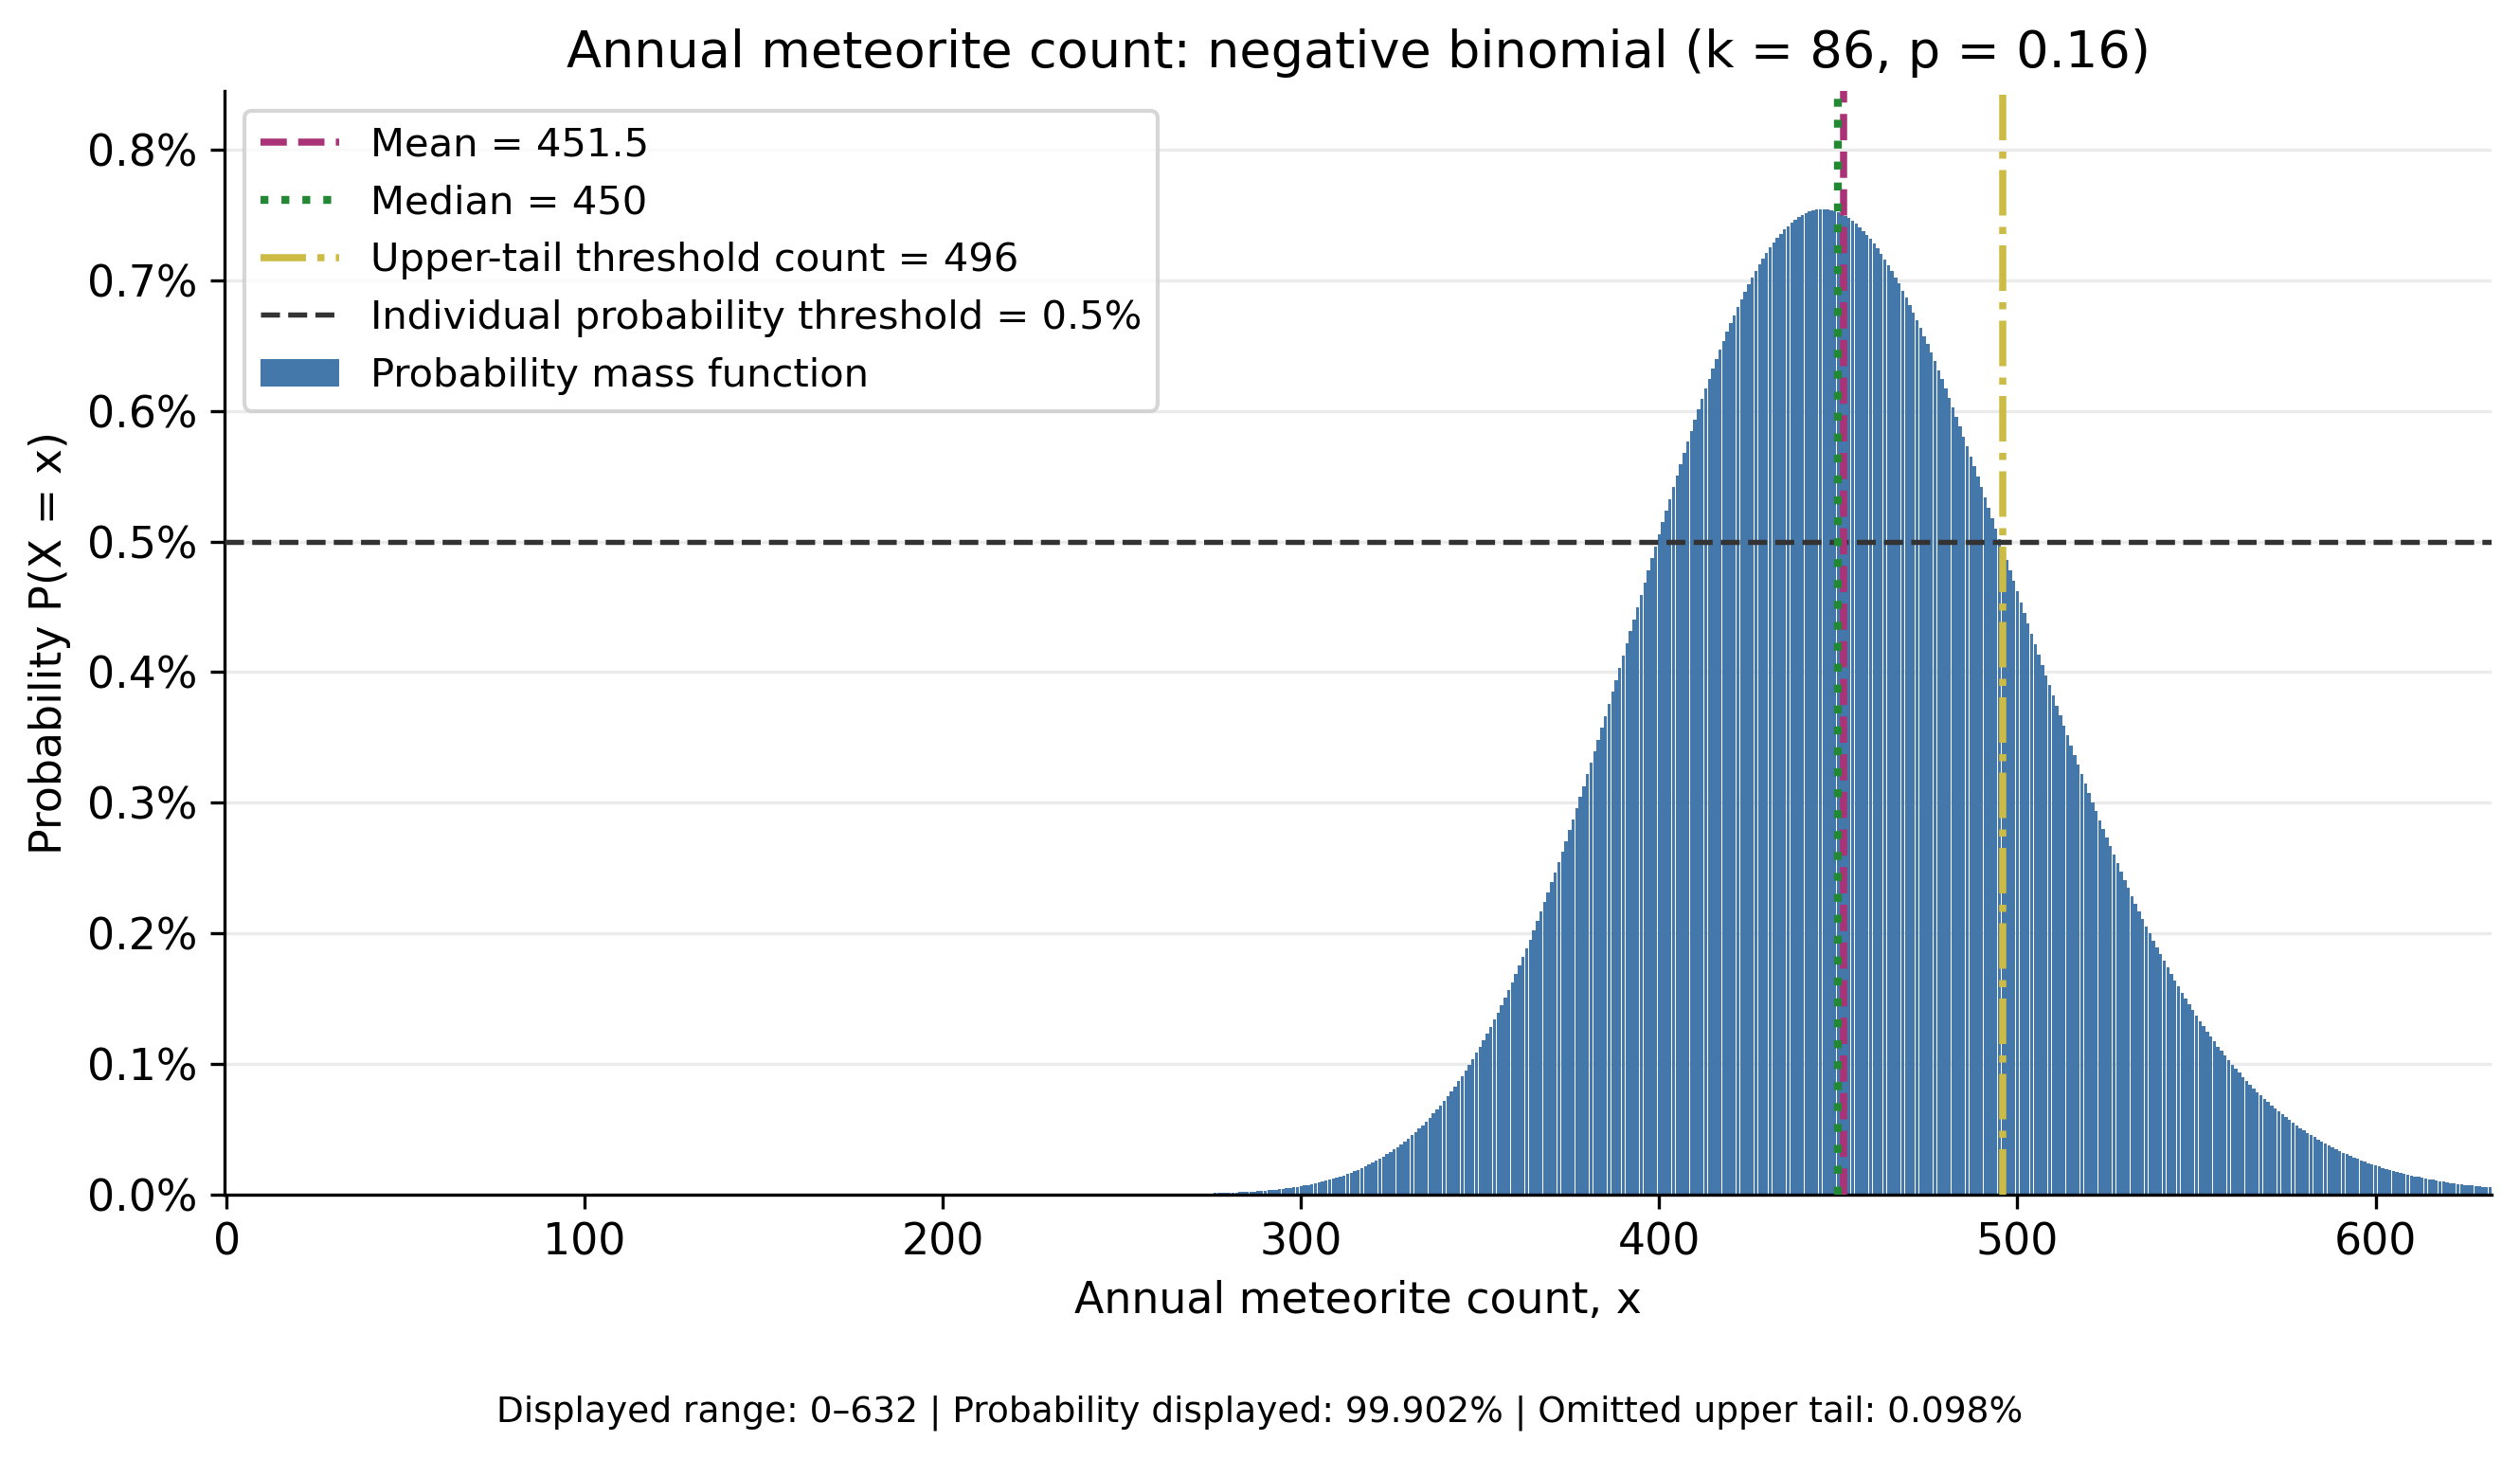 Annual meteorite count: negative binomial (k = 86, p = 0.16)
Mean = 451.5
Median = 450
Upper-tail threshold count = 496
Individual probability threshold = 0.5%
Probability mass function
Probability P(X = x)
0.8%
0.7%
0.6%
0.5%
0.4%
0.3%
0.2%
0.1%
0.0%
0 100 200 300 400 500 600
Annual meteorite count, x
Displayed range: 0–632 | Probability displayed: 99.902% | Omitted upper tail: 0.098%